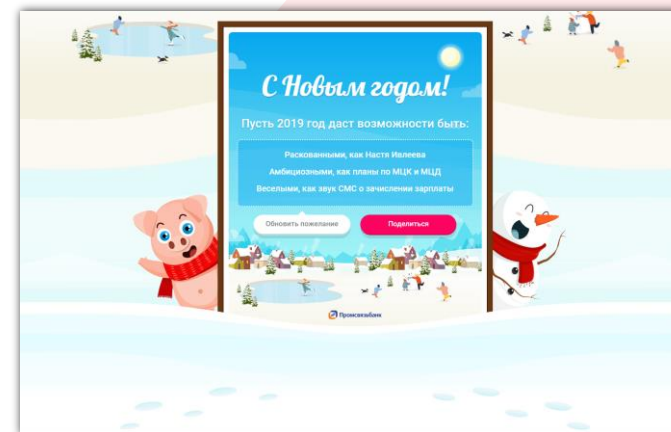 С Новым годом!
Пусть 2019 год даст возможности быть:
Раскованными, как Настя Ивлеева
Амбициозными, как планы по МЦК и МЦД
Веселыми, как звук СМС о зачислении зарплаты
Обновить пожелание
Поделиться
Промсвязьбанк